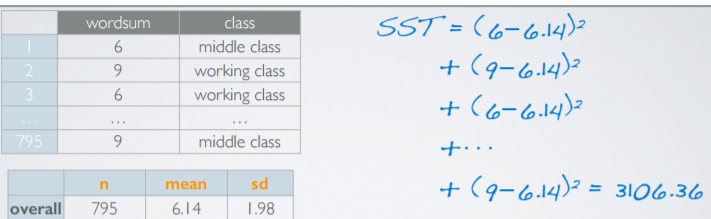 wordsum class
1 6 middle class
2 9 working class
3 6 working class
... ... ...
795 9 middle class
n mean sd
overall 795 6.14 1.98
SST = (6-6.14)²
+ (9-6.14)²
+ (6-6.14)²
+...
+ (9-6.14)² = 3106.36